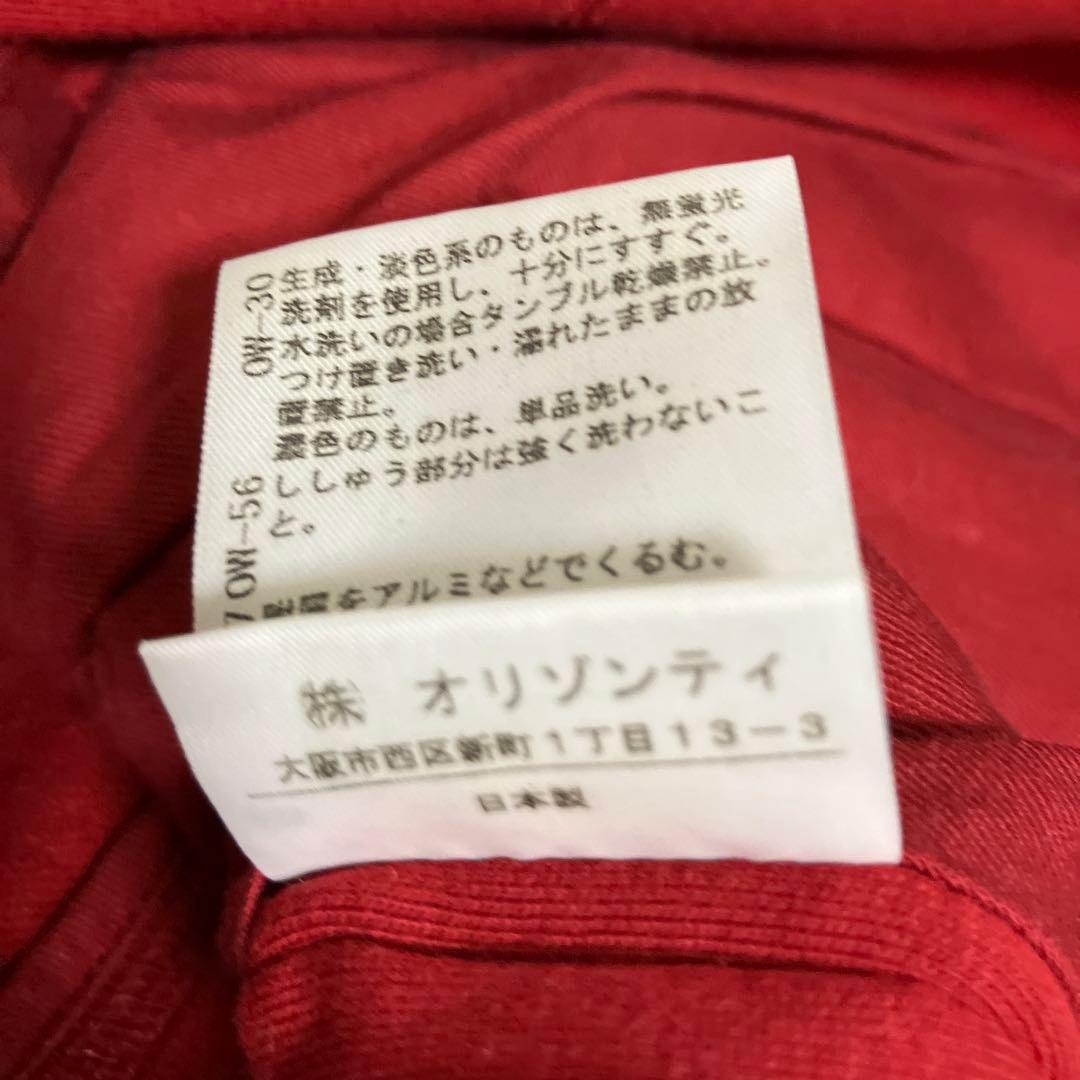 生成・淡色系のものは、無蛍光
洗剤を使用し、十分にすすぐ。
水洗いの場合タンブル乾燥禁止。
つけ置き洗い・濡れたままの放
置禁止。
濃色のものは、単品洗い。
ししゅう部分は強く洗わないこ
と。
をアルミなどでくるむ。
OW-30
OW-56
株 オリゾンティ
大阪市西区新町1丁目13-3
日本製